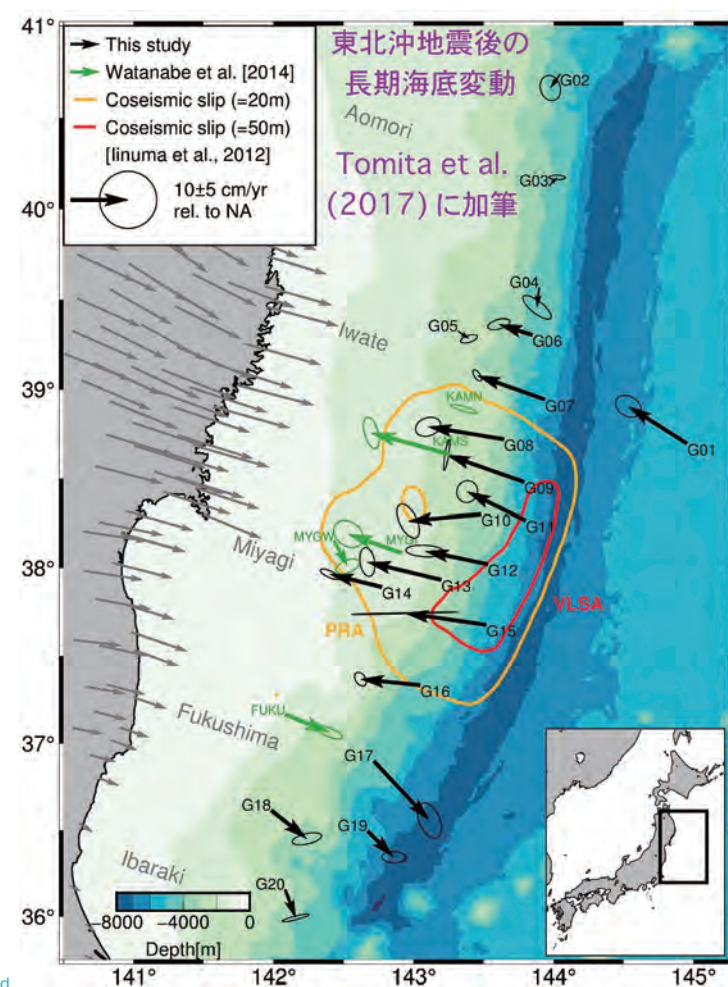 41°
40°
39°
38°
37°
36°
This study
Watanabe et al. [2014]
Coseismic slip (=20m)
Coseismic slip (=50m)
[Iinuma et al., 2012]
10±5 cm/yr
rel. to NA
東北沖地震後の
長期海底変動
Tomita et al.
(2017) に加筆
Aomori
G02
G03
G04
Iwate
G05
G06
G07
KAMN
G01
G08
KAMS
G09
G10
G11
MYGW
MYGI
Miyagi
G12
G13
G14
VLSA
PRA
G15
G16
FUKU
Fukushima
G17
G18
G19
Ibaraki
G20
−8000
−4000
0
Depth[m]
141°
142°
143°
144°
145°
d